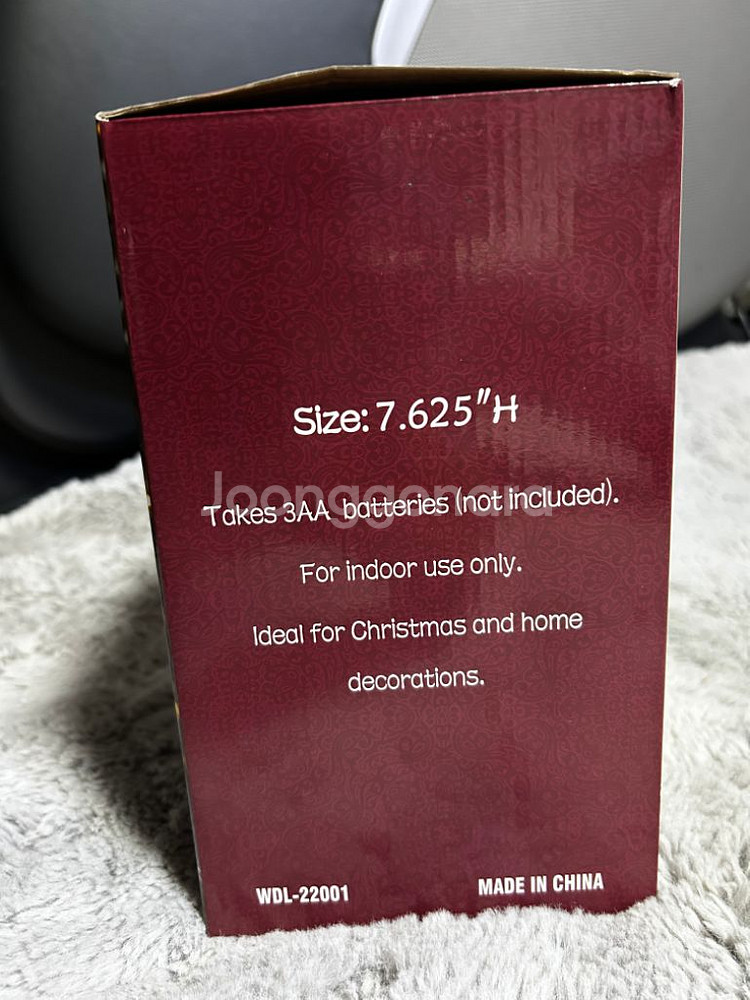 Size: 7.625"H
Joonggonara
Takes 3AA batteries (not included).
For indoor use only.
Ideal for Christmas and home
decorations.
WDL-22001
MADE IN CHINA